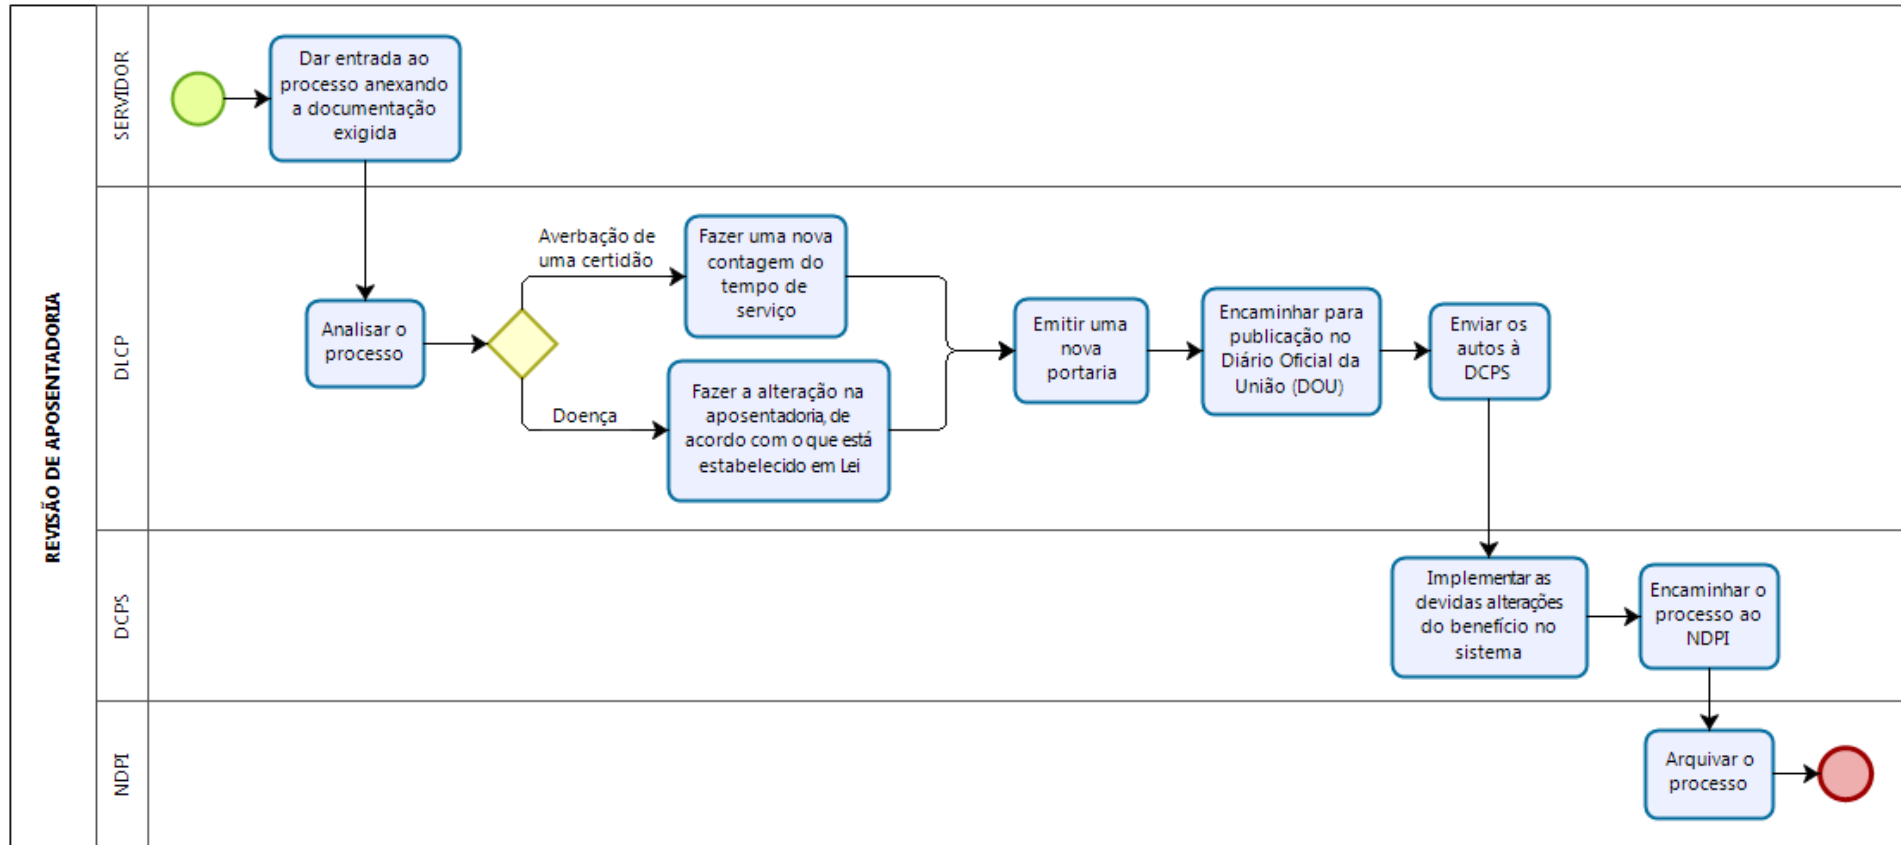 REVISÃO DE APOSENTADORIA
SERVIDOR
Dar entrada ao
processo anexando
a documentação
exigida
DLCP
Analisar o
processo
Averbação de
uma certidão
Doença
Fazer uma nova
contagem do
tempo de
serviço
Fazer a alteração na
aposentadoria, de
acordo com o que está
estabelecido em Lei
Emitir uma
nova
portaria
Encaminhar para
publicação no
Diário Oficial da
União (DOU)
Enviar os
autos à
DCPS
DCPS
Implementar as
devidas alterações
do benefício no
sistema
Encaminhar o
processo ao
NDPI
NDPI
Arquivar o
processo